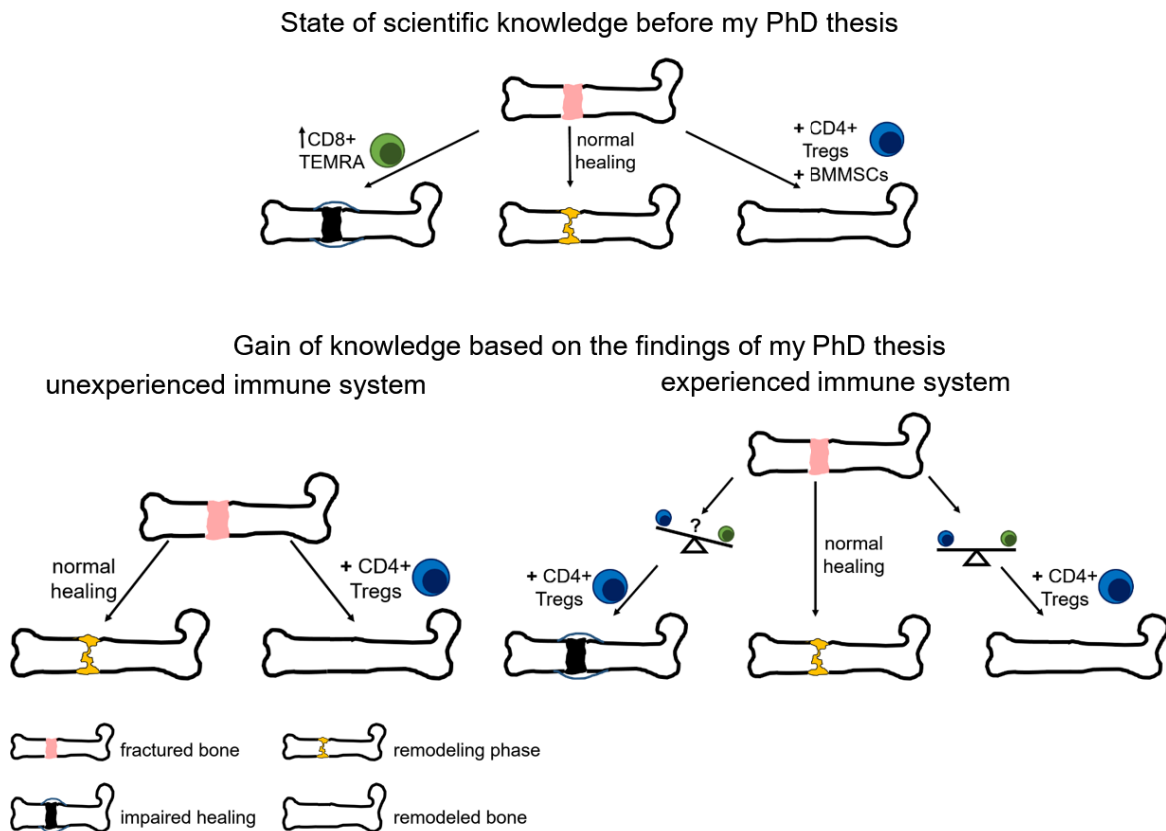 State of scientific knowledge before my PhD thesis
↑CD8+
TEMRA
normal
healing
+ CD4+
Tregs
+ BMMSCs
Gain of knowledge based on the findings of my PhD thesis
unexperienced immune system
experienced immune system
normal
healing
+ CD4+
Tregs
?
+ CD4+
Tregs
normal
healing
+ CD4+
Tregs
fractured bone
remodeling phase
impaired healing
remodeled bone